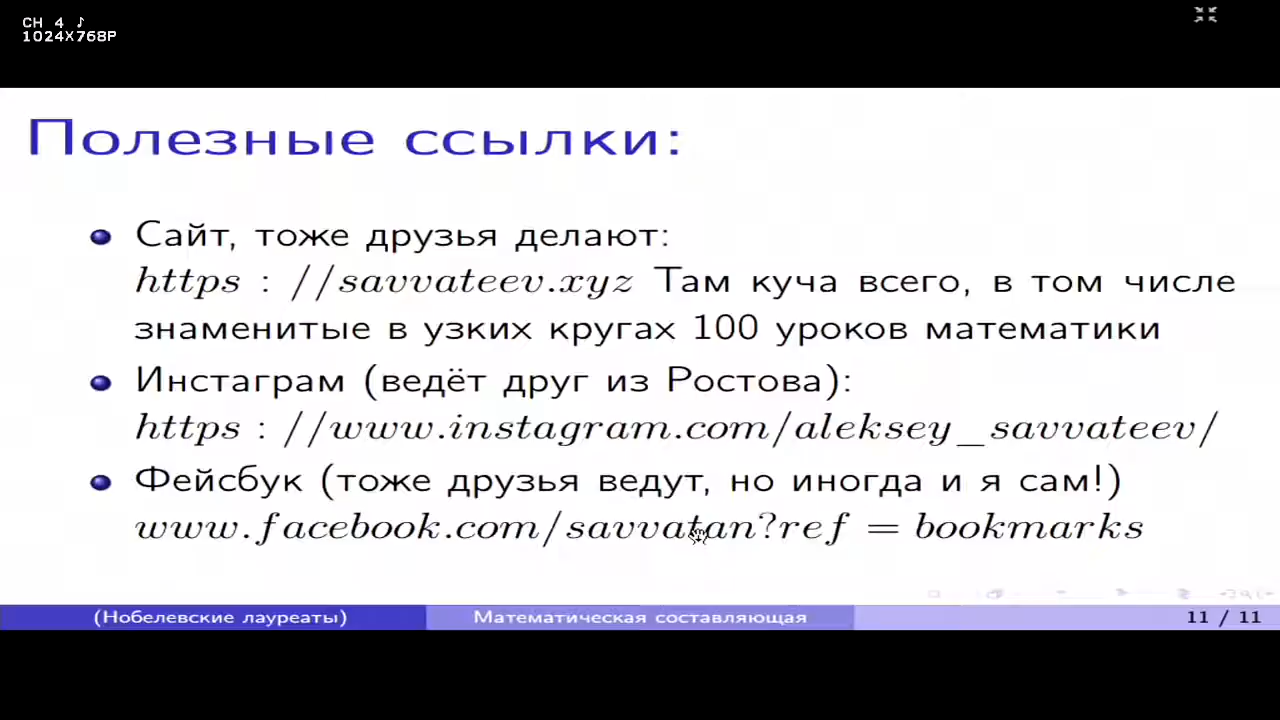 CH 4 ♪
1024X768P
Полезные ссылки:
Сайт, тоже друзья делают:
https : //savvateev.xyz Там куча всего, в том числе
знаменитые в узких кругах 100 уроков математики
Инстаграм (ведёт друг из Ростова):
https : //www.instagram.com/aleksey_savvateev/
Фейсбук (тоже друзья ведут, но иногда и я сам!)
www.facebook.com/savvatan?ref = bookmarks
(Нобелевские лауреаты) Математическая составляющая 11 / 11